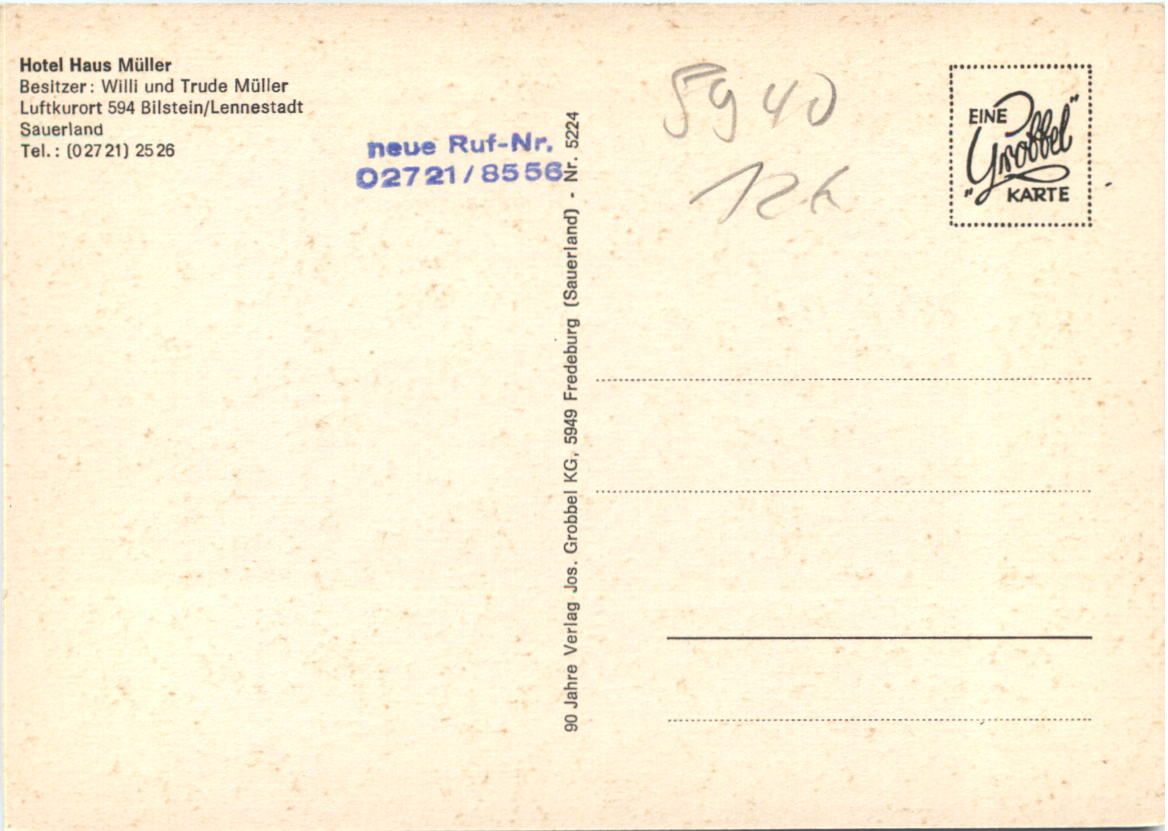 Hotel Haus Müller
Besitzer: Willi und Trude Müller
Luftkurort 594 Bilstein/Lennestadt
Sauerland
Tel.: (02721) 2526
neue Ruf-Nr.
02721/8556
90 Jahre Verlag Jos. Grobbel KG, 5949 Fredeburg (Sauerland) - Nr. 5224
5940
12k
EINE
„Grobbel"
KARTE